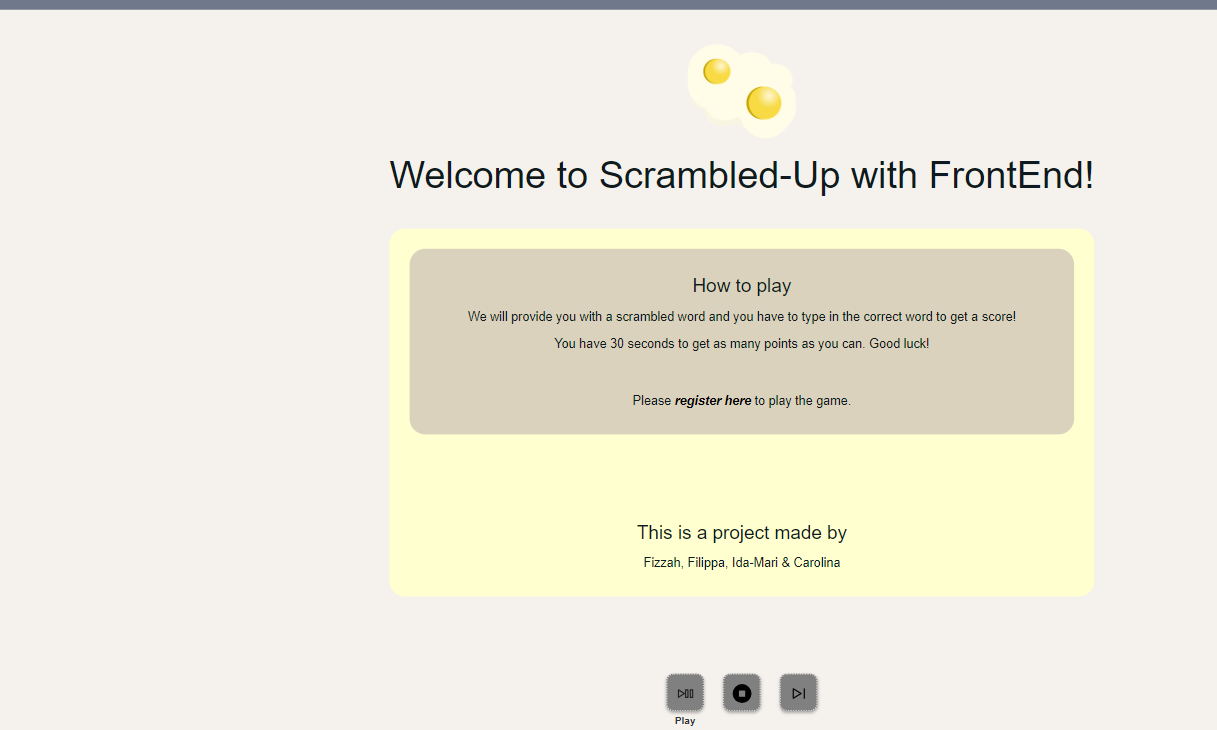 Welcome to Scrambled-Up with FrontEnd!
How to play
We will provide you with a scrambled word and you have to type in the correct word to get a score!
You have 30 seconds to get as many points as you can. Good luck!
Please register here to play the game.
This is a project made by
Fizzah, Filippa, Ida-Mari & Carolina
Play